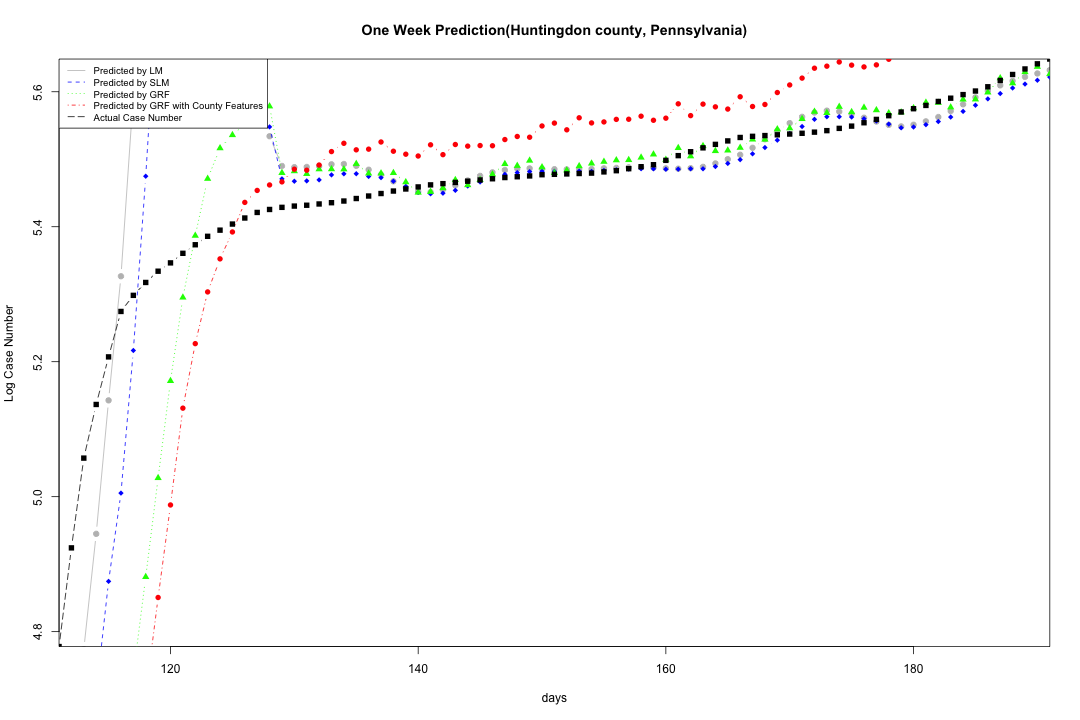 One Week Prediction(Huntingdon county, Pennsylvania)
Predicted by LM
Predicted by SLM
Predicted by GRF
Predicted by GRF with County Features
Actual Case Number
Log Case Number
5.6
5.4
5.2
5.0
4.8
120 140 160 180
days